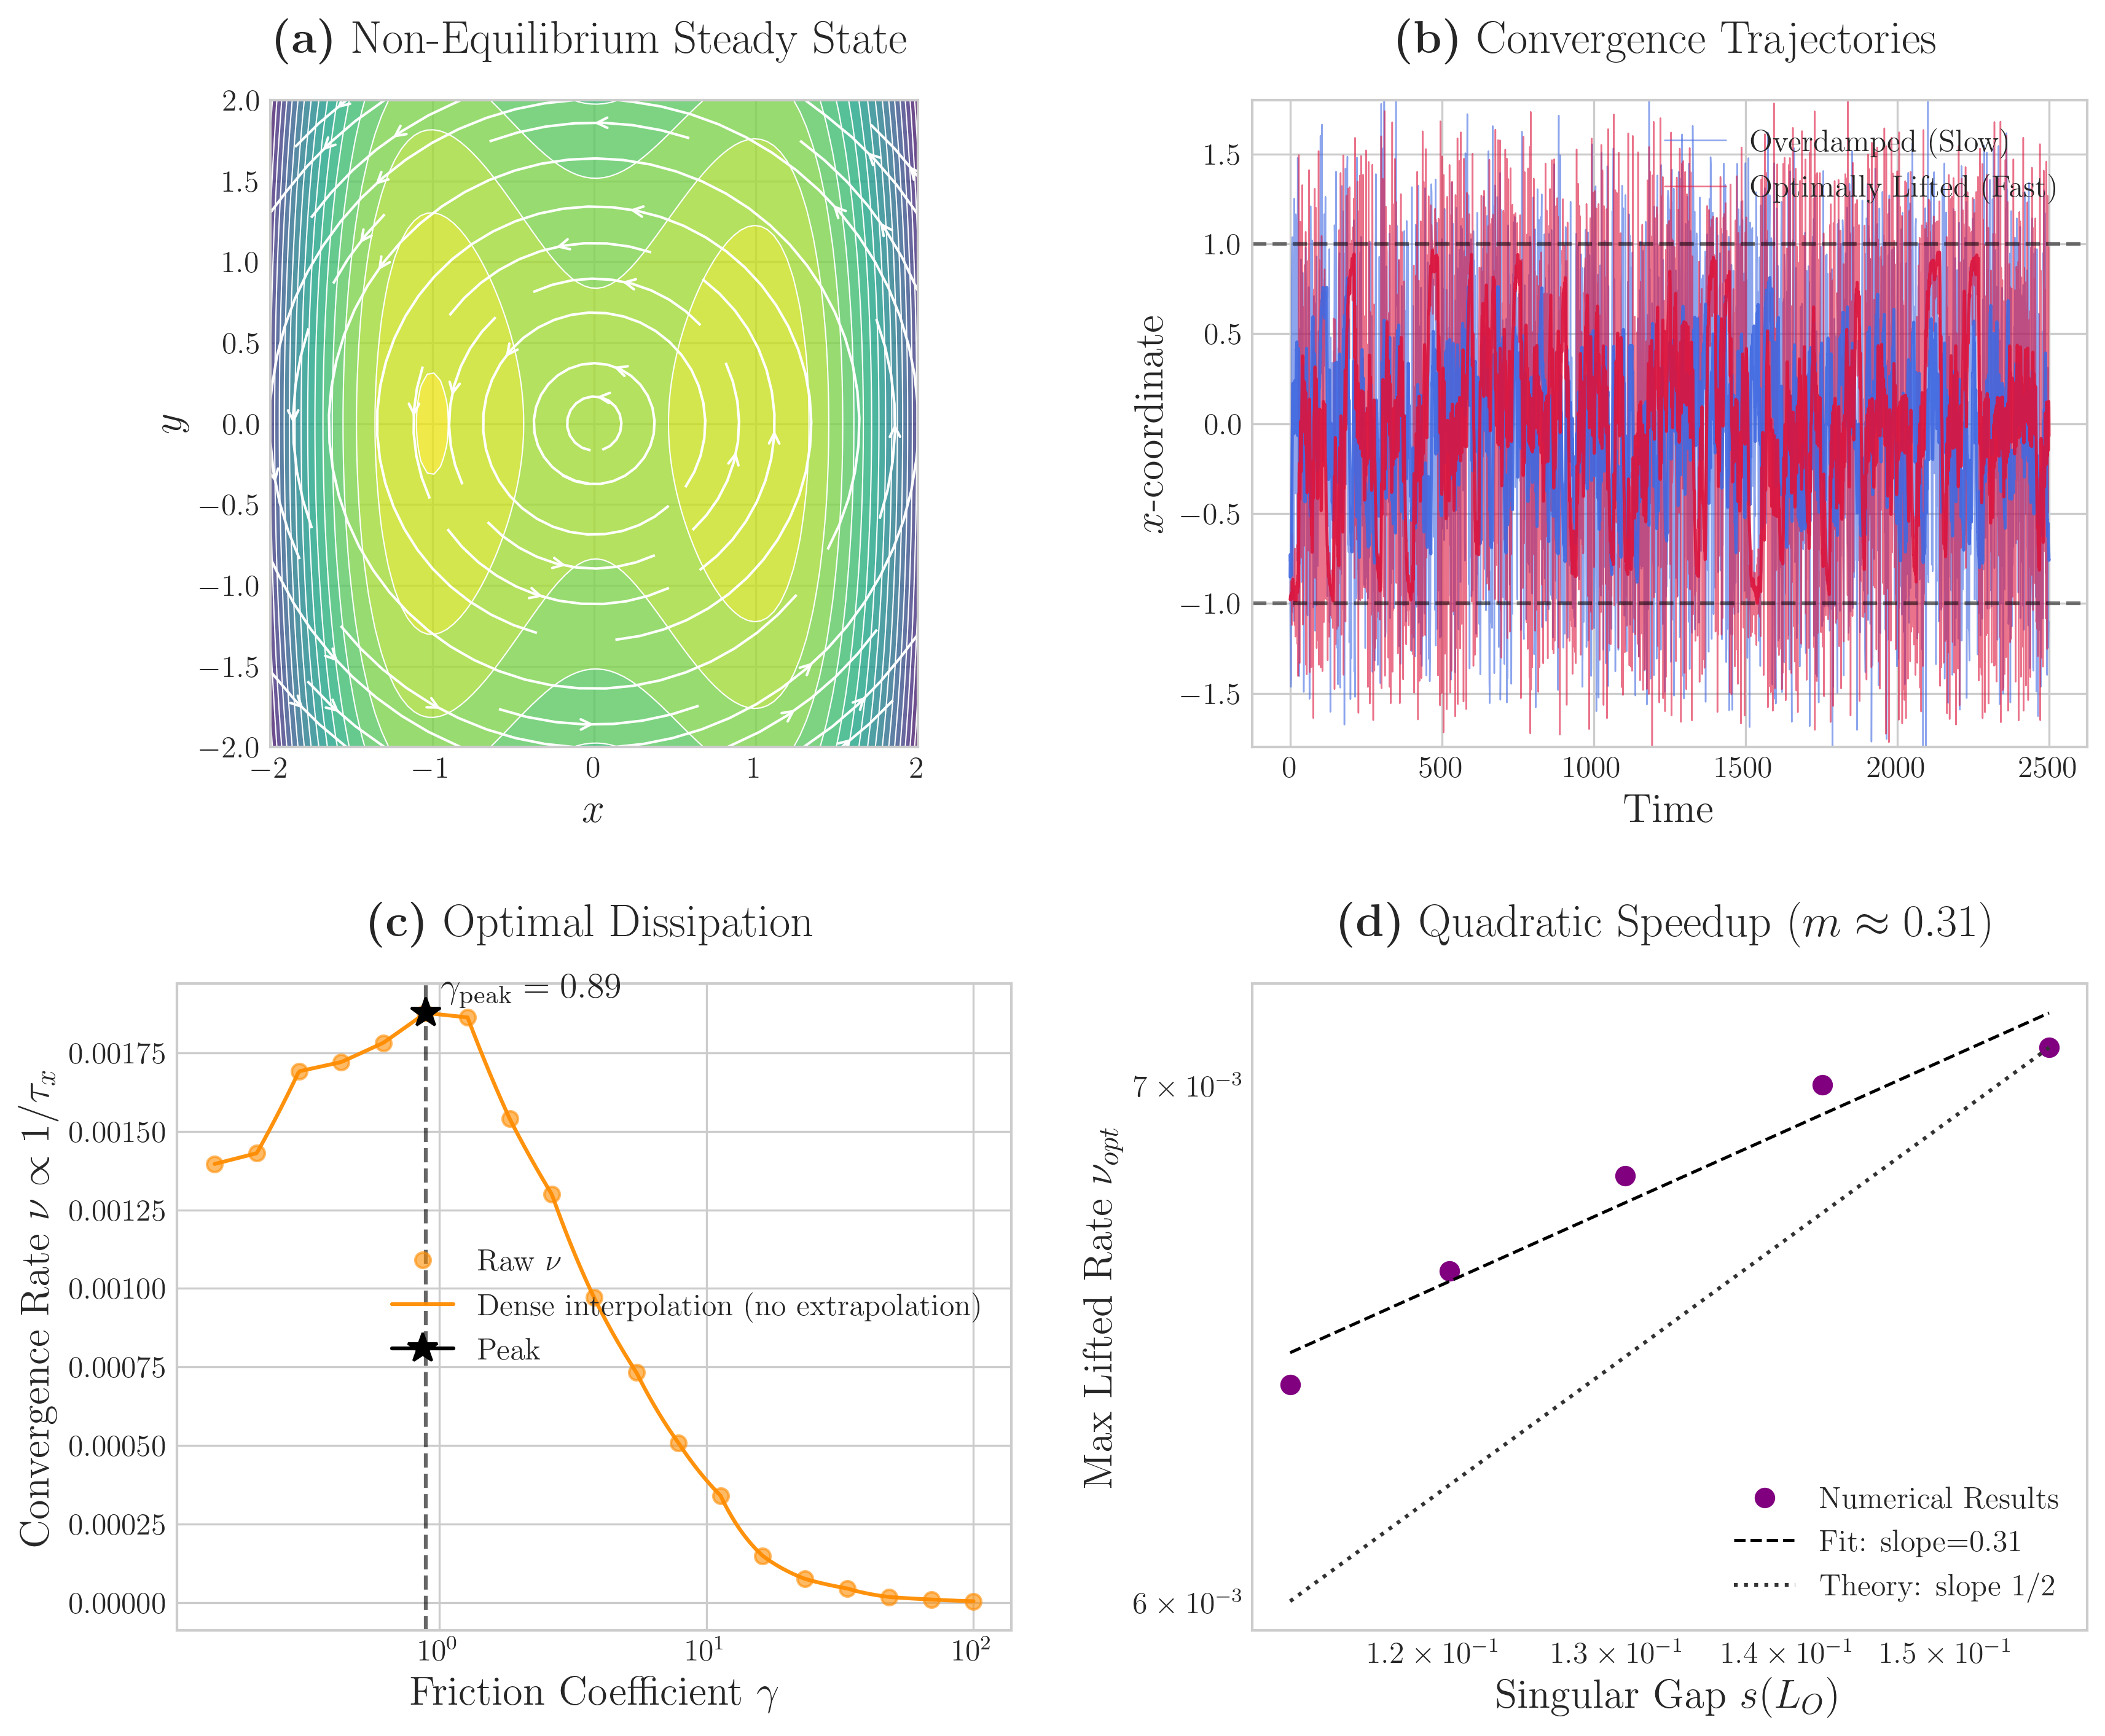 (a) Non-Equilibrium Steady State
2.0
1.5
1.0
0.5
0.0
−0.5
−1.0
−1.5
−2.0
y
−2 −1 0 1 2
x
(b) Convergence Trajectories
Overdamped (Slow)
Optimally Lifted (Fast)
1.5
1.0
0.5
0.0
−0.5
−1.0
−1.5
x-coordinate
0 500 1000 1500 2000 2500
Time
(c) Optimal Dissipation
γ_peak = 0.89
0.00175
0.00150
0.00125
0.00100
0.00075
0.00050
0.00025
0.00000
Convergence Rate ν ∝ 1/τ_x
Raw ν
Dense interpolation (no extrapolation)
Peak
10^0 10^1 10^2
Friction Coefficient γ
(d) Quadratic Speedup (m ≈ 0.31)
7 × 10^−3
6 × 10^−3
Max Lifted Rate ν_opt
Numerical Results
Fit: slope=0.31
Theory: slope 1/2
1.2 × 10^−1 1.3 × 10^−1 1.4 × 10^−1 1.5 × 10^−1
Singular Gap s(L_O)